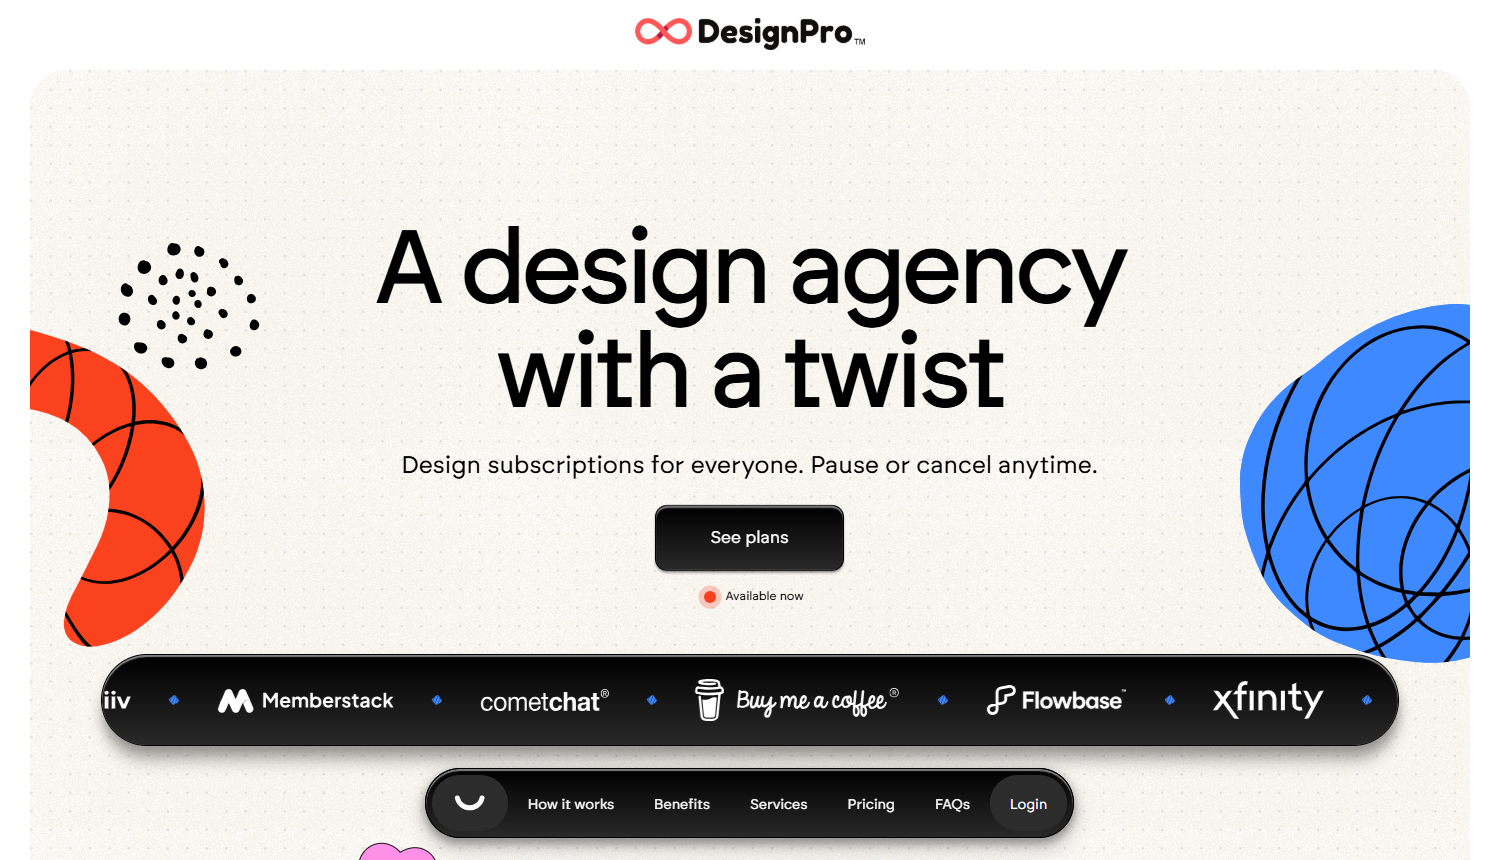 DesignPro™
A design agency
with a twist
Design subscriptions for everyone. Pause or cancel anytime.
See plans
Available now
iiv Memberstack cometchat® Buy me a coffee® Flowbase™ xfinity
How it works Benefits Services Pricing FAQs Login